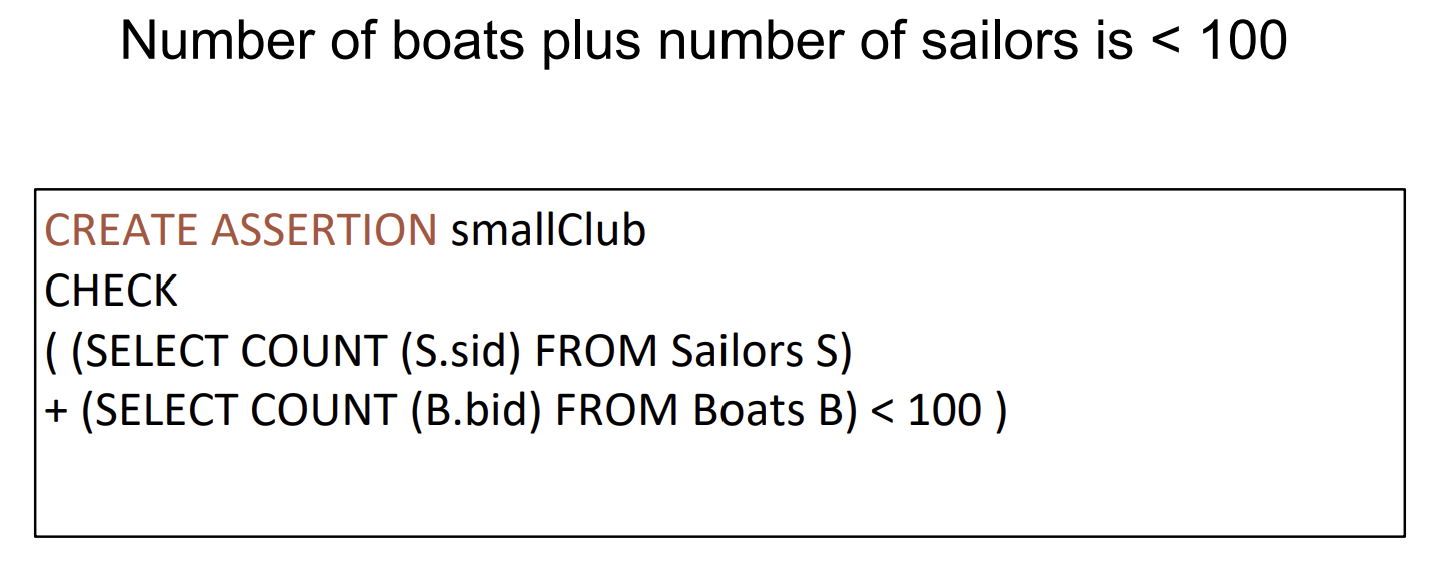 Number of boats plus number of sailors is < 100
CREATE ASSERTION smallClub
CHECK
( (SELECT COUNT (S.sid) FROM Sailors S)
+ (SELECT COUNT (B.bid) FROM Boats B) < 100 )